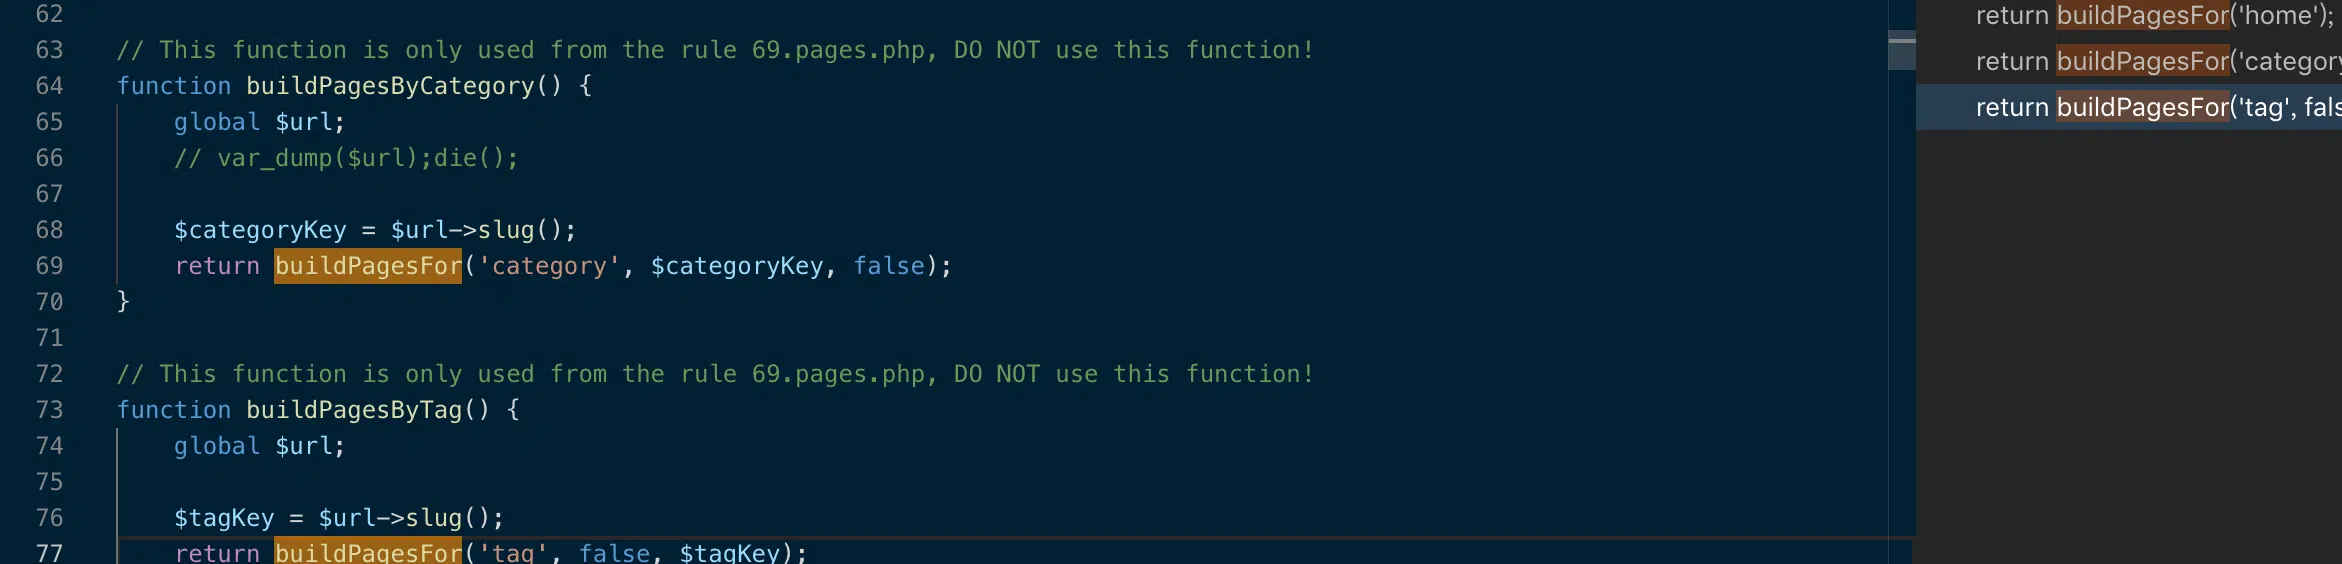 62
63 // This function is only used from the rule 69.pages.php, DO NOT use this function!
64 function buildPagesByCategory() {
65 global $url;
66 // var_dump($url);die();
67
68 $categoryKey = $url->slug();
69 return buildPagesFor('category', $categoryKey, false);
70 }
71
72 // This function is only used from the rule 69.pages.php, DO NOT use this function!
73 function buildPagesByTag() {
74 global $url;
75
76 $tagKey = $url->slug();
77 return buildPagesFor('tag', false, $tagKey);
return buildPagesFor('home');
return buildPagesFor('category
return buildPagesFor('tag', fals